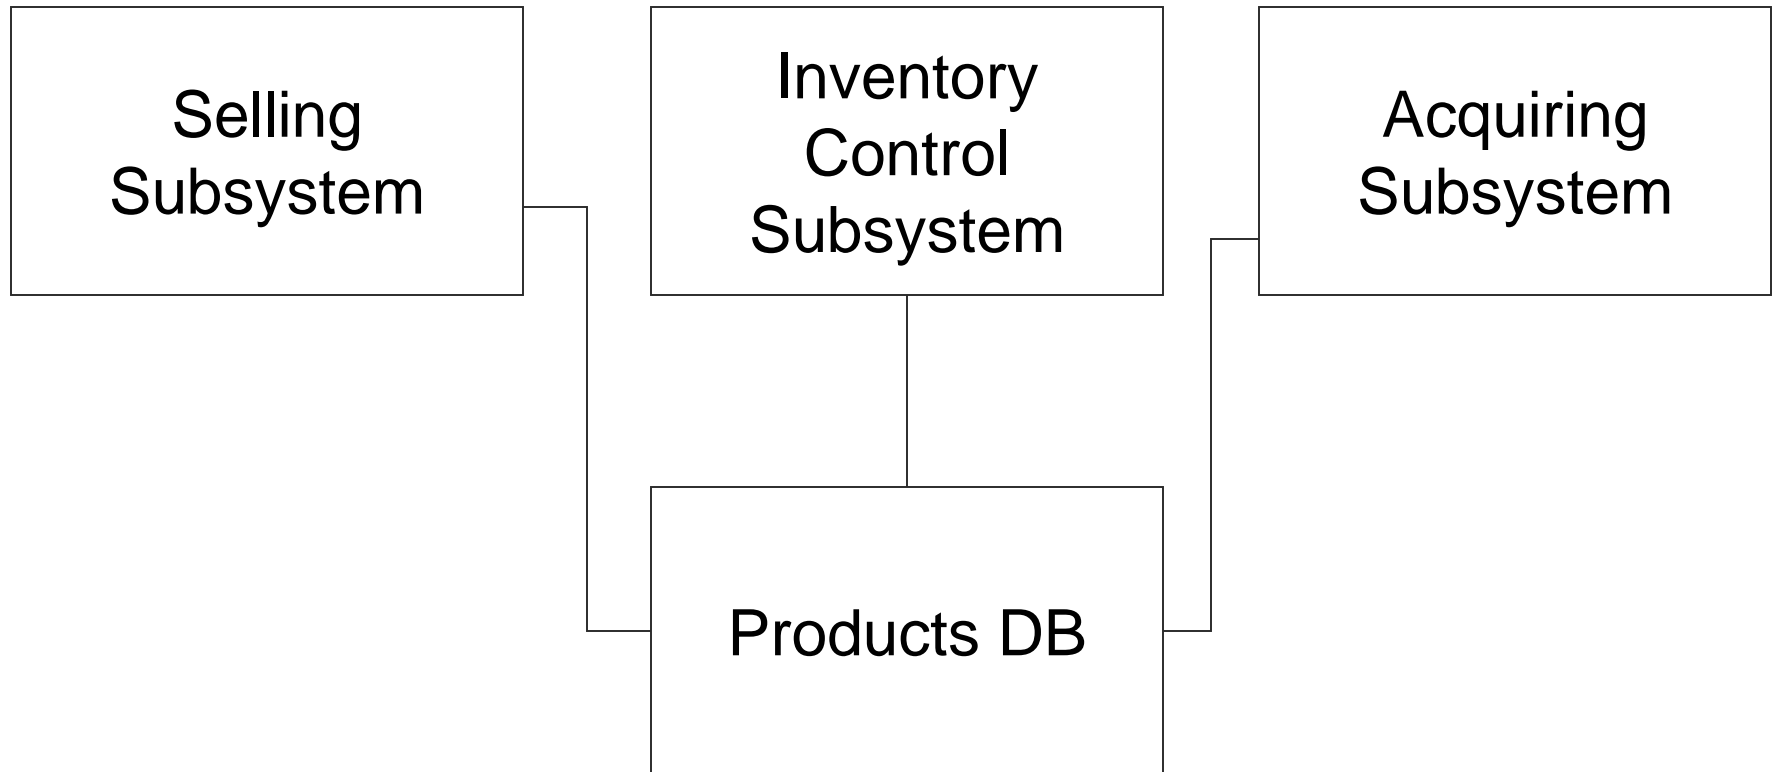 Selling
Subsystem
Inventory
Control
Subsystem
Acquiring
Subsystem
Products DB